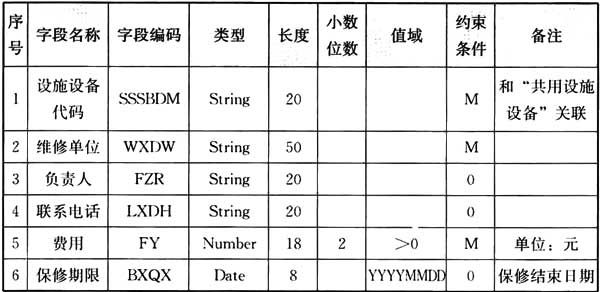 序号 字段名称 字段编码 类型 长度 小数位数 值域 约束条件 备注
1 设施设备代码 SSSBDM String 20 M 和“共用设施设备”关联
2 维修单位 WXDW String 50 M
3 负责人 FZR String 20 0
4 联系电话 LXDH String 20 0
5 费用 FY Number 18 2 >0 M 单位：元
6 保修期限 BXQX Date 8 YYYYMMDD 0 保修结束日期